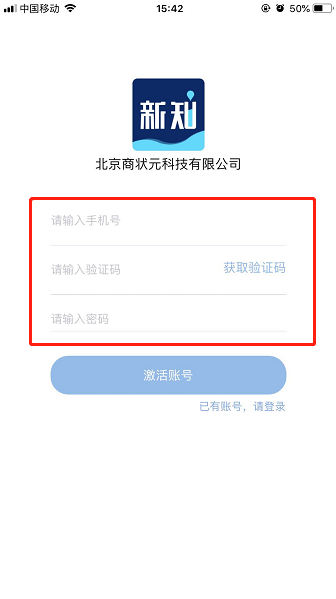 中国移动 15:42 50%
新知
北京商状元科技有限公司
请输入手机号
请输入验证码 获取验证码
请输入密码
激活账号
已有账号，请登录